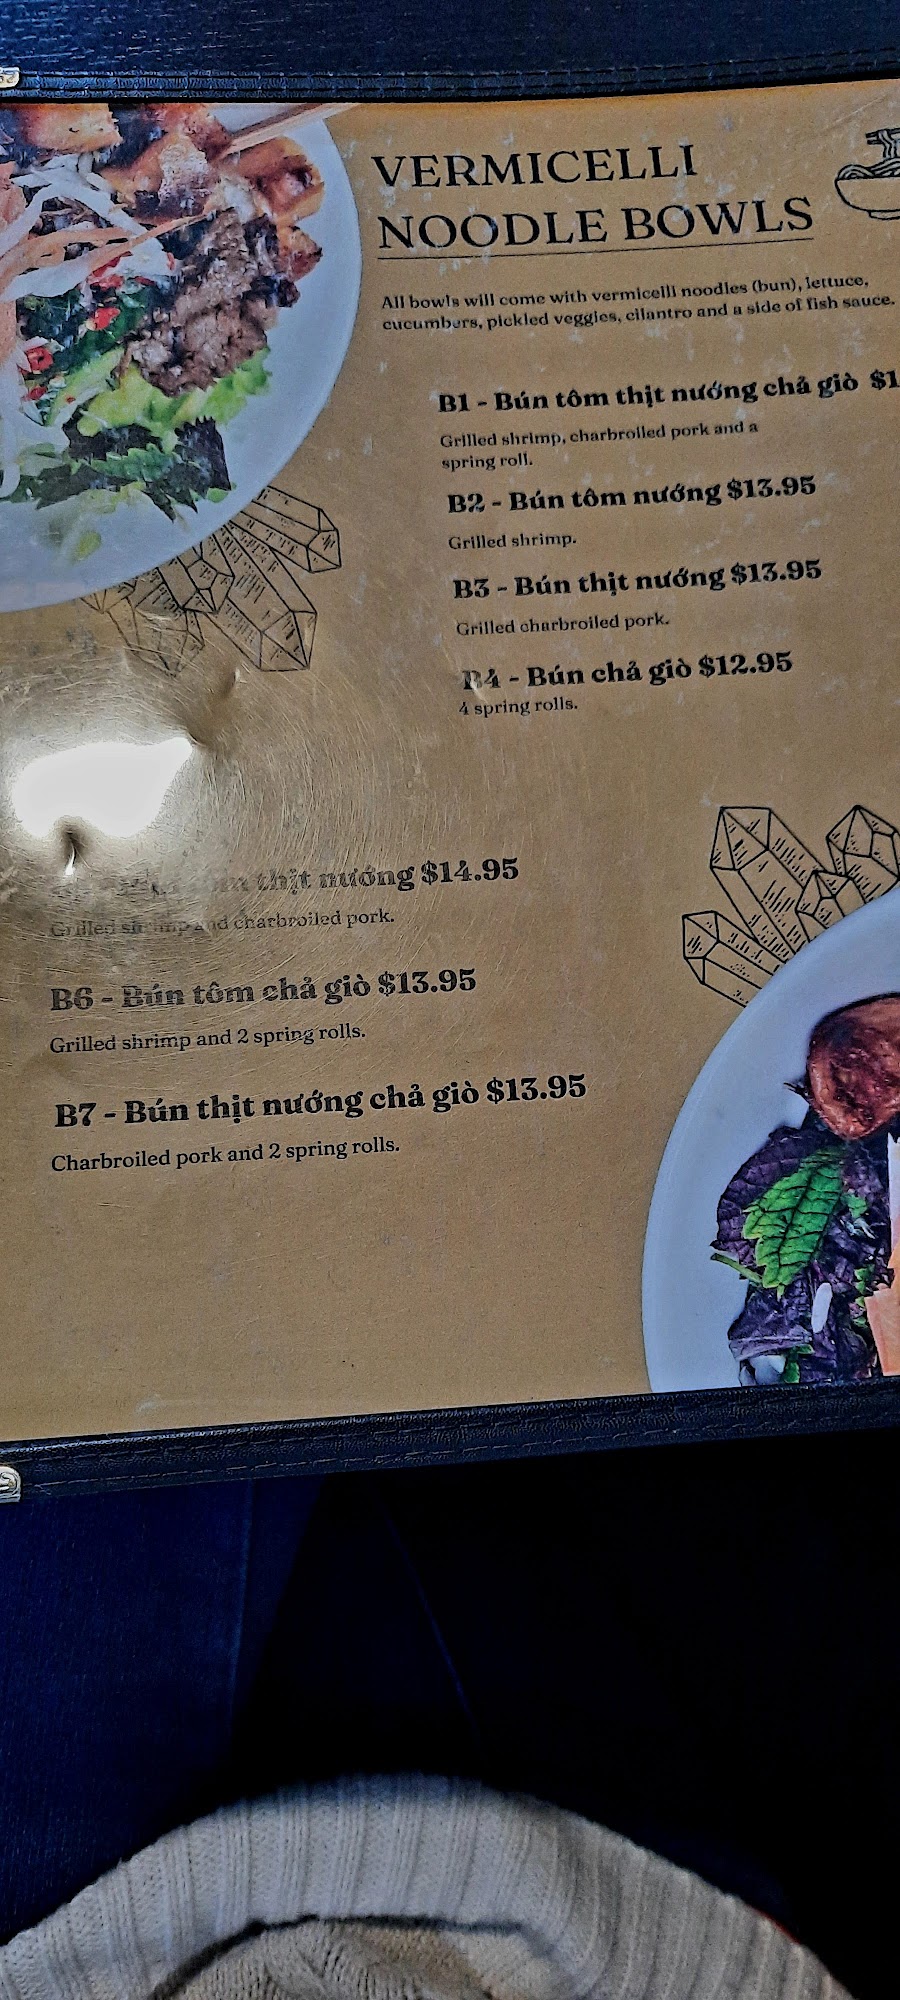 VERMICELLI
NOODLE BOWLS
All bowls will come with vermicelli noodles (bun), lettuce,
cucumbers, pickled veggies, cilantro and a side of fish sauce.
B1 - Bún tôm thịt nướng chả giò $1
Grilled shrimp, charbroiled pork and a
spring roll.
B2 - Bún tôm nướng $13.95
Grilled shrimp.
B3 - Bún thịt nướng $13.95
Grilled charbroiled pork.
B4 - Bún chả giò $12.95
4 spring rolls.
thịt nướng $14.95
Grilled shrimp and charbroiled pork.
B6 - Bún tôm chả giò $13.95
Grilled shrimp and 2 spring rolls.
B7 - Bún thịt nướng chả giò $13.95
Charbroiled pork and 2 spring rolls.